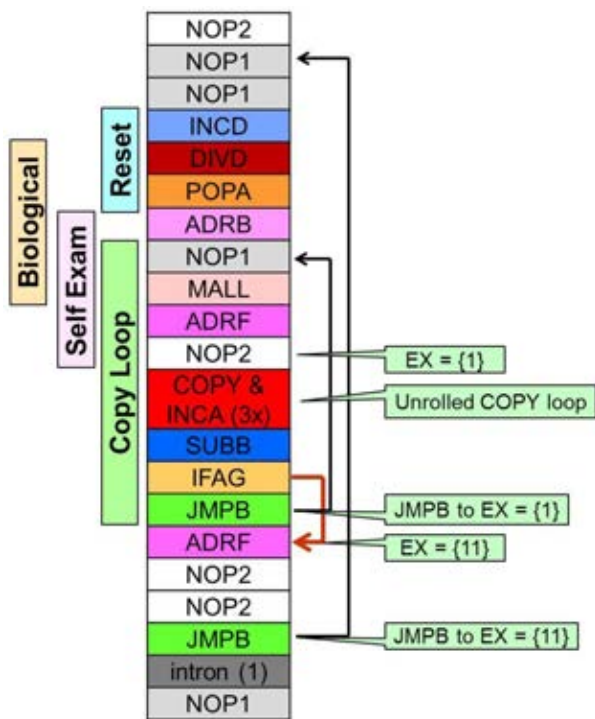 NOP2
NOP1
NOP1
INCD
DIVD
POPA
ADRB
NOP1
MALL
ADRF
NOP2
COPY &
INCA (3x)
SUBB
IFAG
JMPB
ADRF
NOP2
NOP2
JMPB
intron (1)
NOP1
Biological
Self Exam
Reset
Copy Loop
EX = {1}
Unrolled COPY loop
JMPB to EX = {1}
EX = {11}
JMPB to EX = {11}